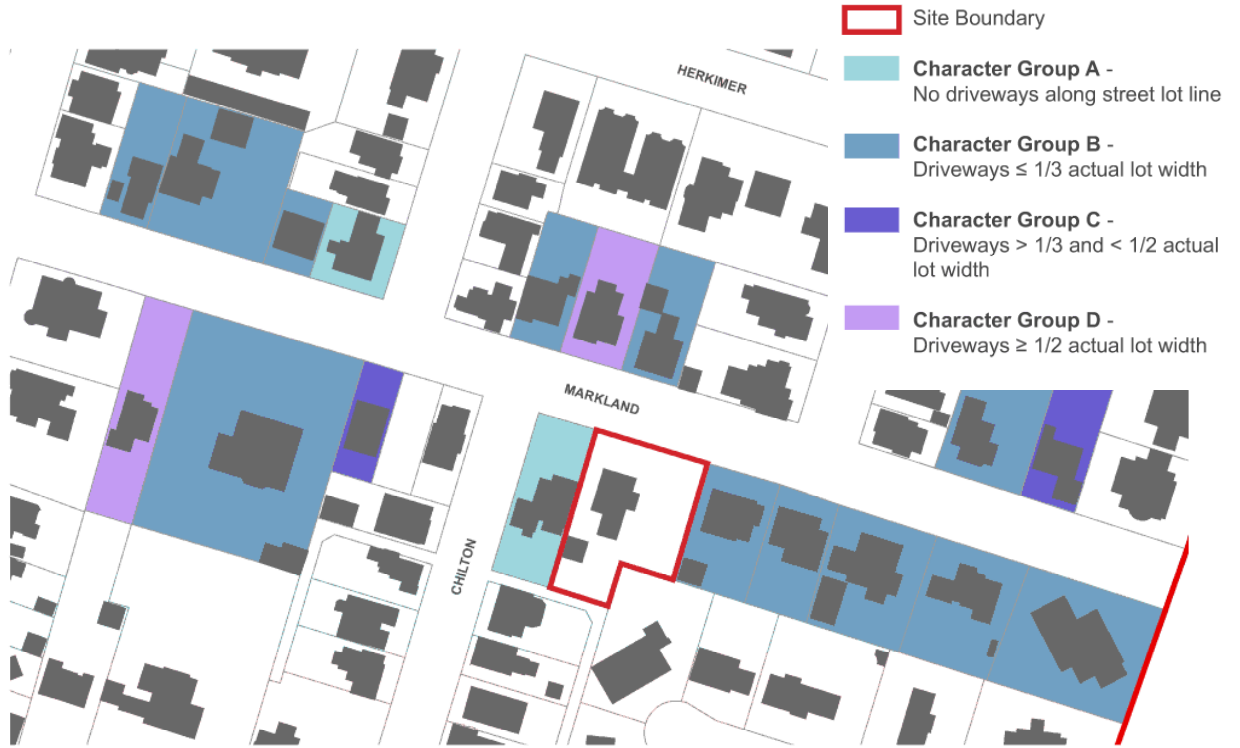 Site Boundary
Character Group A -
No driveways along street lot line
Character Group B -
Driveways ≤ 1/3 actual lot width
Character Group C -
Driveways > 1/3 and < 1/2 actual
lot width
Character Group D -
Driveways ≥ 1/2 actual lot width
HERKIMER
MARKLAND
CHILTON